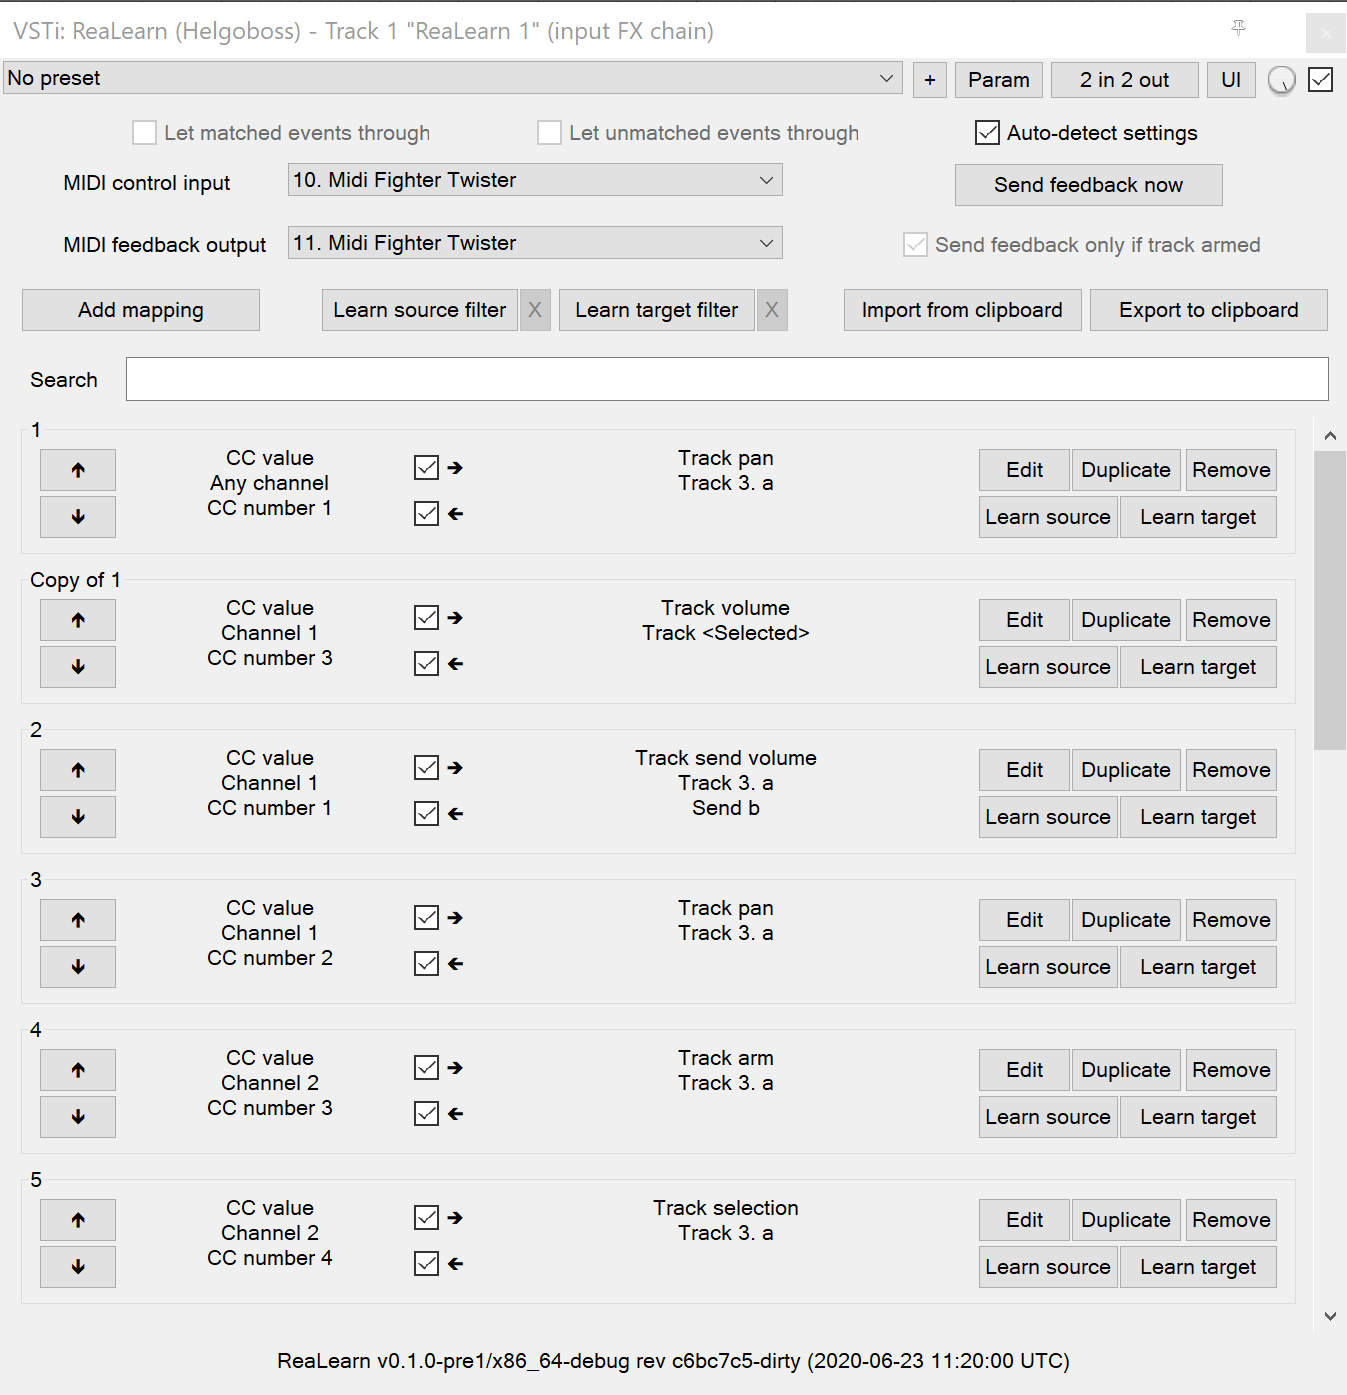 VSTi: ReaLearn (Helgoboss) - Track 1 "ReaLearn 1" (input FX chain)
No preset + Param 2 in 2 out UI
Let matched events through Let unmatched events through Auto-detect settings
MIDI control input 10. Midi Fighter Twister Send feedback now
MIDI feedback output 11. Midi Fighter Twister Send feedback only if track armed
Add mapping Learn source filter X Learn target filter X Import from clipboard Export to clipboard
Search
1
CC value Track pan
Any channel Track 3. a
CC number 1
Edit Duplicate Remove
Learn source Learn target
Copy of 1
CC value Track volume
Channel 1 Track <Selected>
CC number 3
Edit Duplicate Remove
Learn source Learn target
2
CC value Track send volume
Channel 1 Track 3. a
CC number 1 Send b
Edit Duplicate Remove
Learn source Learn target
3
CC value Track pan
Channel 1 Track 3. a
CC number 2
Edit Duplicate Remove
Learn source Learn target
4
CC value Track arm
Channel 2 Track 3. a
CC number 3
Edit Duplicate Remove
Learn source Learn target
5
CC value Track selection
Channel 2 Track 3. a
CC number 4
Edit Duplicate Remove
Learn source Learn target
ReaLearn v0.1.0-pre1/x86_64-debug rev c6bc7c5-dirty (2020-06-23 11:20:00 UTC)